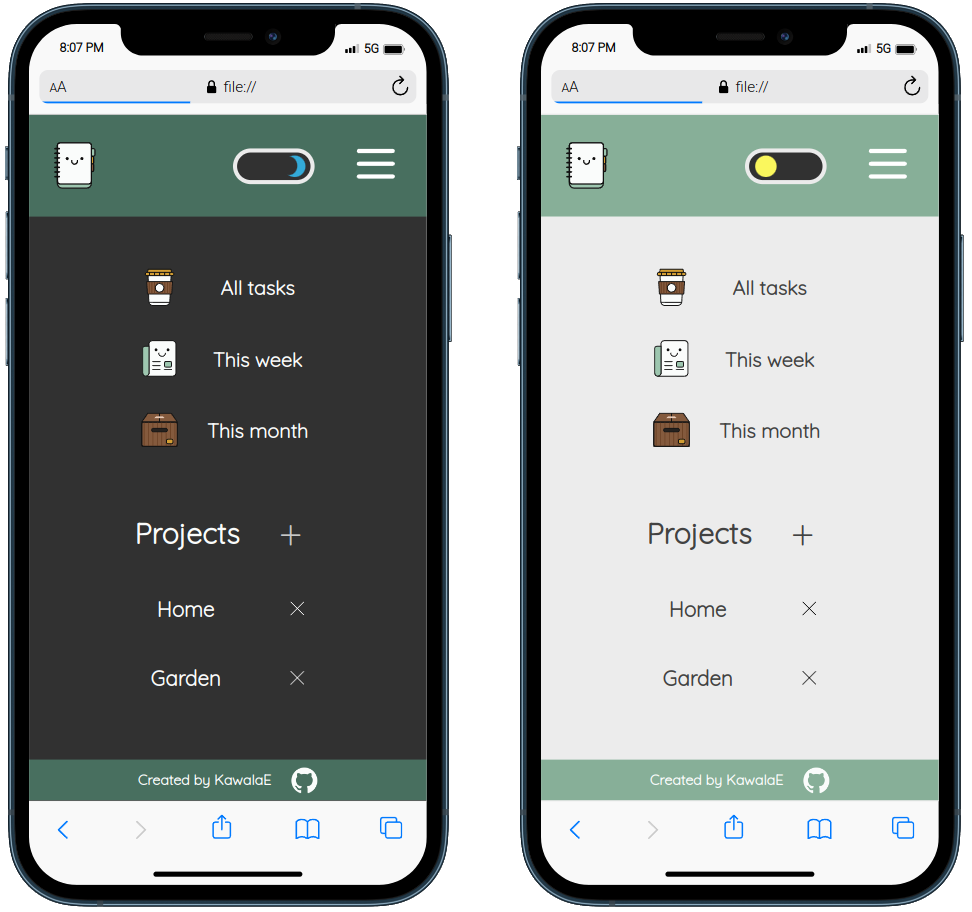 8:07 PM 5G
AA file://
All tasks
This week
This month
Projects
Home
Garden
Created by KawalaE
8:07 PM 5G
AA file://
All tasks
This week
This month
Projects
Home
Garden
Created by KawalaE